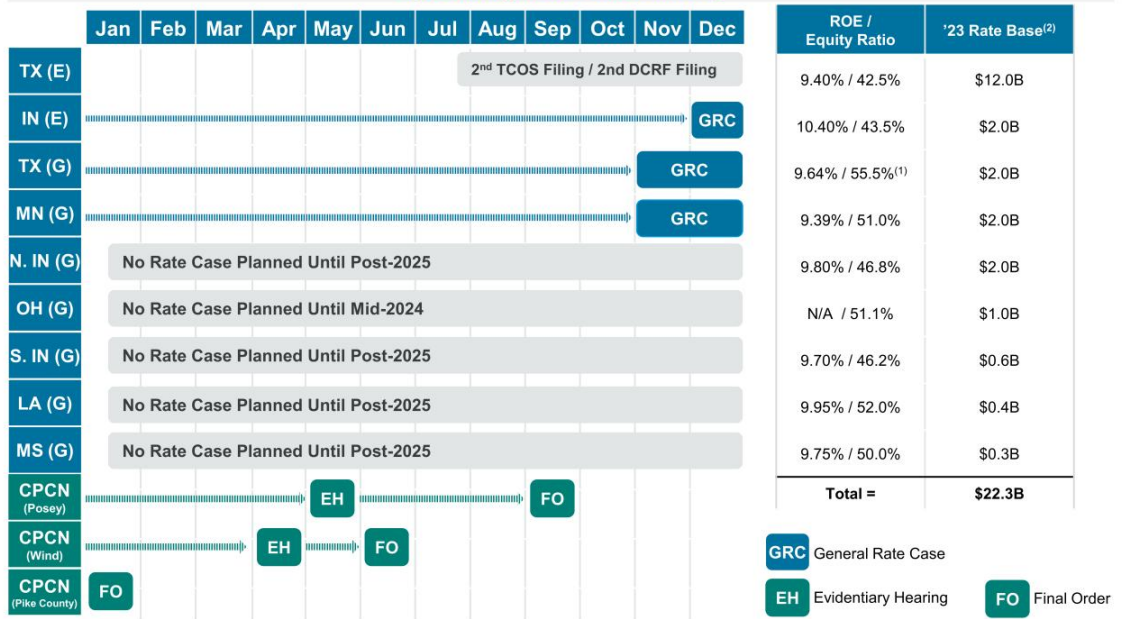 Jan Feb Mar Apr May Jun Jul Aug Sep Oct Nov Dec
ROE /
Equity Ratio
'23 Rate Base(2)
TX (E)
2nd TCOS Filing / 2nd DCRF Filing
9.40% / 42.5%
$12.0B
IN (E)
GRC
10.40% / 43.5%
$2.0B
TX (G)
GRC
9.64% / 55.5%(1)
$2.0B
MN (G)
GRC
9.39% / 51.0%
$2.0B
N. IN (G)
No Rate Case Planned Until Post-2025
9.80% / 46.8%
$2.0B
OH (G)
No Rate Case Planned Until Mid-2024
N/A / 51.1%
$1.0B
S. IN (G)
No Rate Case Planned Until Post-2025
9.70% / 46.2%
$0.6B
LA (G)
No Rate Case Planned Until Post-2025
9.95% / 52.0%
$0.4B
MS (G)
No Rate Case Planned Until Post-2025
9.75% / 50.0%
$0.3B
CPCN
(Posey)
EH
FO
Total =
$22.3B
CPCN
(Wind)
EH
FO
CPCN
(Pike County)
FO
GRC General Rate Case
EH Evidentiary Hearing
FO Final Order